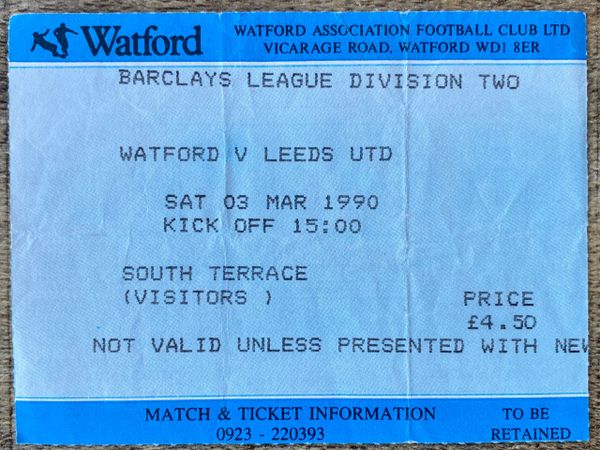 Watford
WATFORD ASSOCIATION FOOTBALL CLUB LTD
VICARAGE ROAD, WATFORD WD1 8ER
BARCLAYS LEAGUE DIVISION TWO
WATFORD V LEEDS UTD
SAT 03 MAR 1990
KICK OFF 15:00
SOUTH TERRACE
(VISITORS )
PRICE
£4.50
NOT VALID UNLESS PRESENTED WITH NEW
MATCH & TICKET INFORMATION
0923 - 220393
TO BE
RETAINED